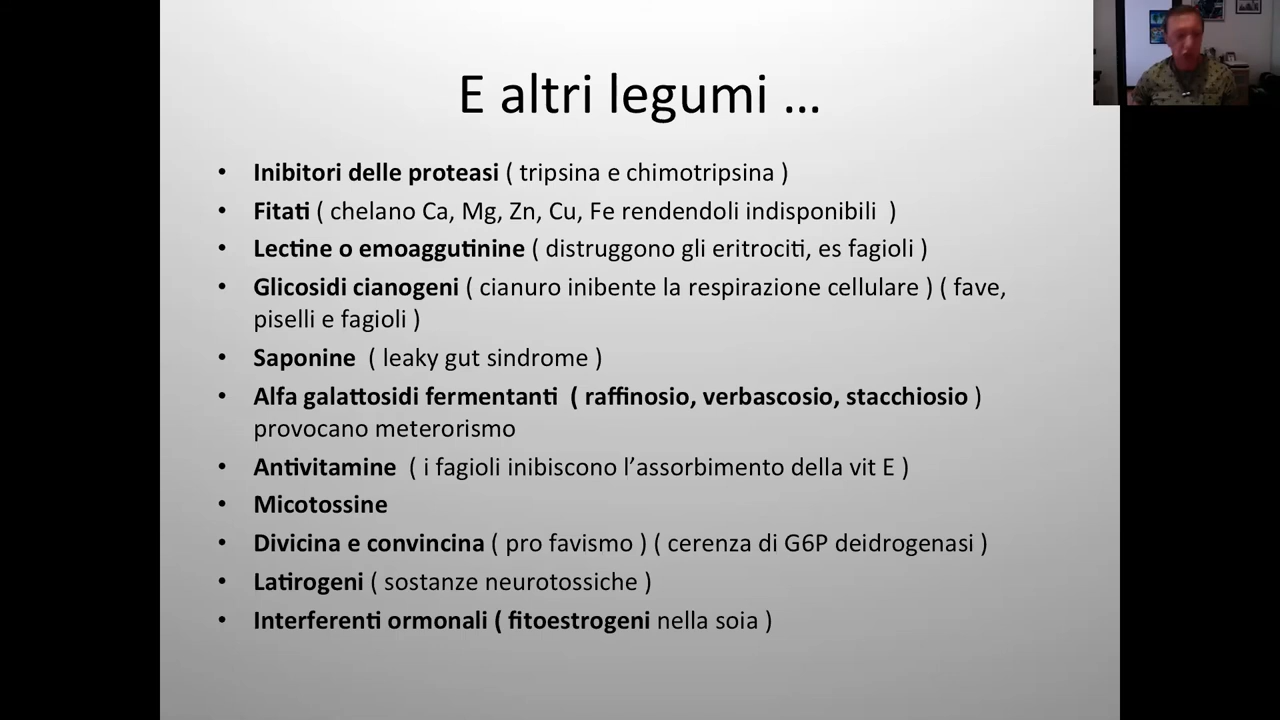 E altri legumi ...
• Inibitori delle proteasi ( tripsina e chimotripsina )
• Fitati ( chelano Ca, Mg, Zn, Cu, Fe rendendoli indisponibili )
• Lectine o emoaggutinine ( distruggono gli eritrociti, es fagioli )
• Glicosidi cianogeni ( cianuro inibente la respirazione cellulare ) ( fave,
piselli e fagioli )
• Saponine ( leaky gut sindrome )
• Alfa galattosidi fermentanti ( raffinosio, verbascosio, stacchiosio )
provocano meterorismo
• Antivitamine ( i fagioli inibiscono l’assorbimento della vit E )
• Micotossine
• Divicina e convincina ( pro favismo ) ( cerenza di G6P deidrogenasi )
• Latirogeni ( sostanze neurotossiche )
• Interferenti ormonali ( fitoestrogeni nella soia )